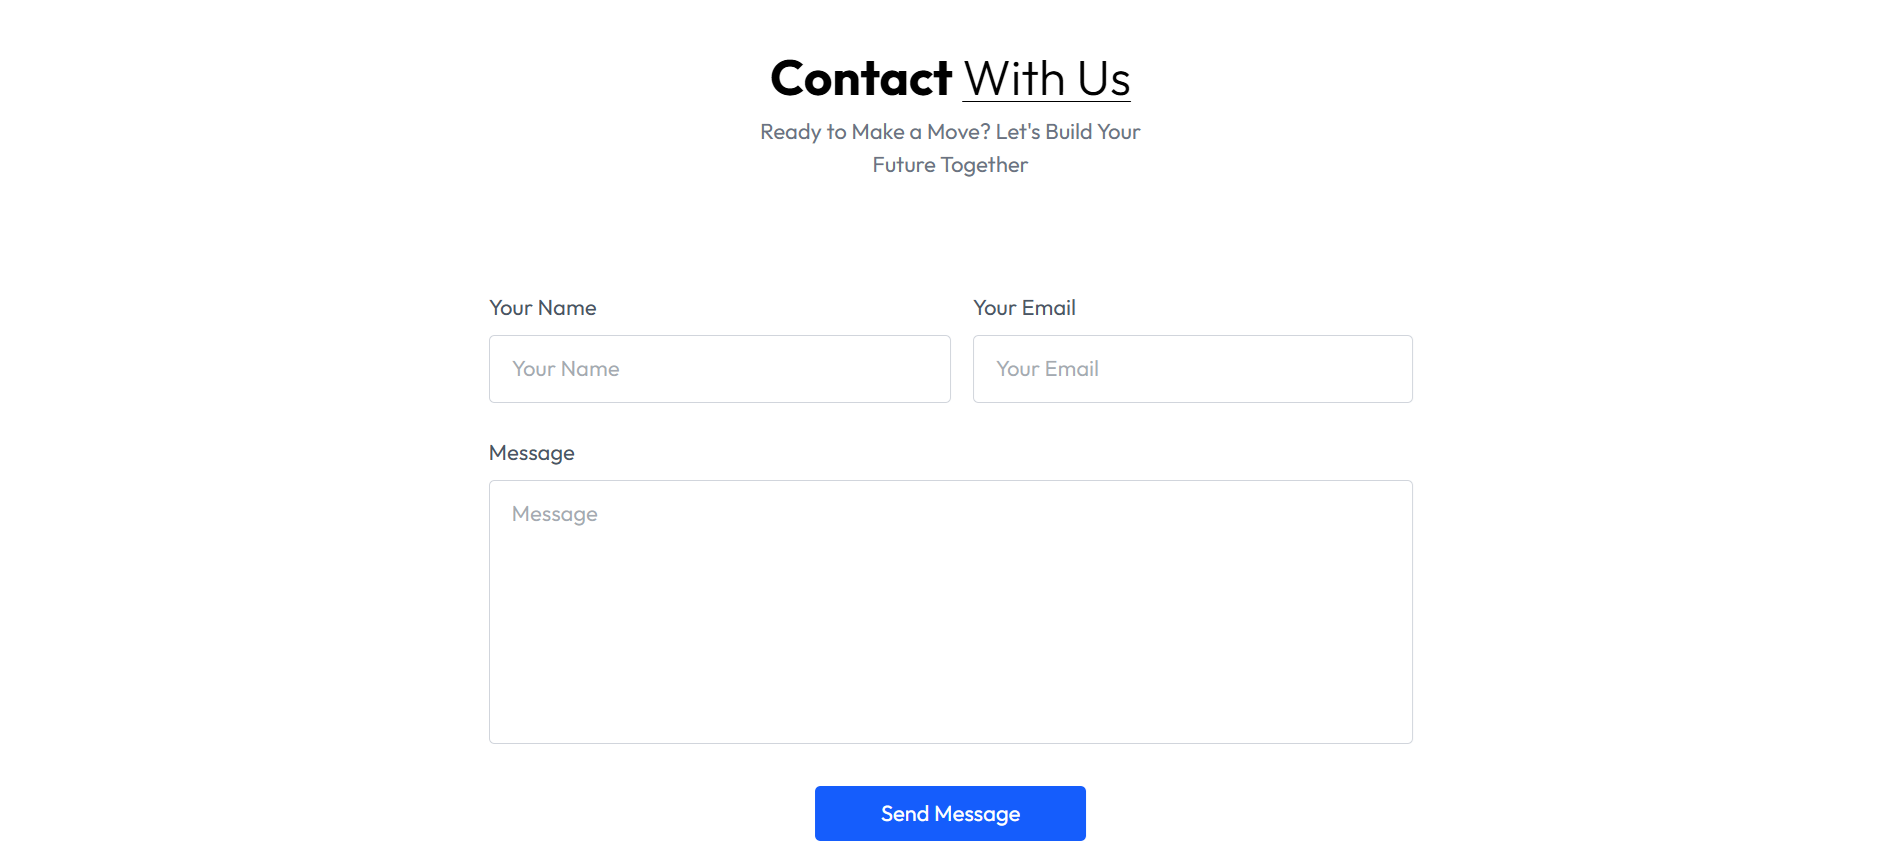 Contact With Us
Ready to Make a Move? Let's Build Your
Future Together
Your Name
Your Email
Your Name
Your Email
Message
Message
Send Message